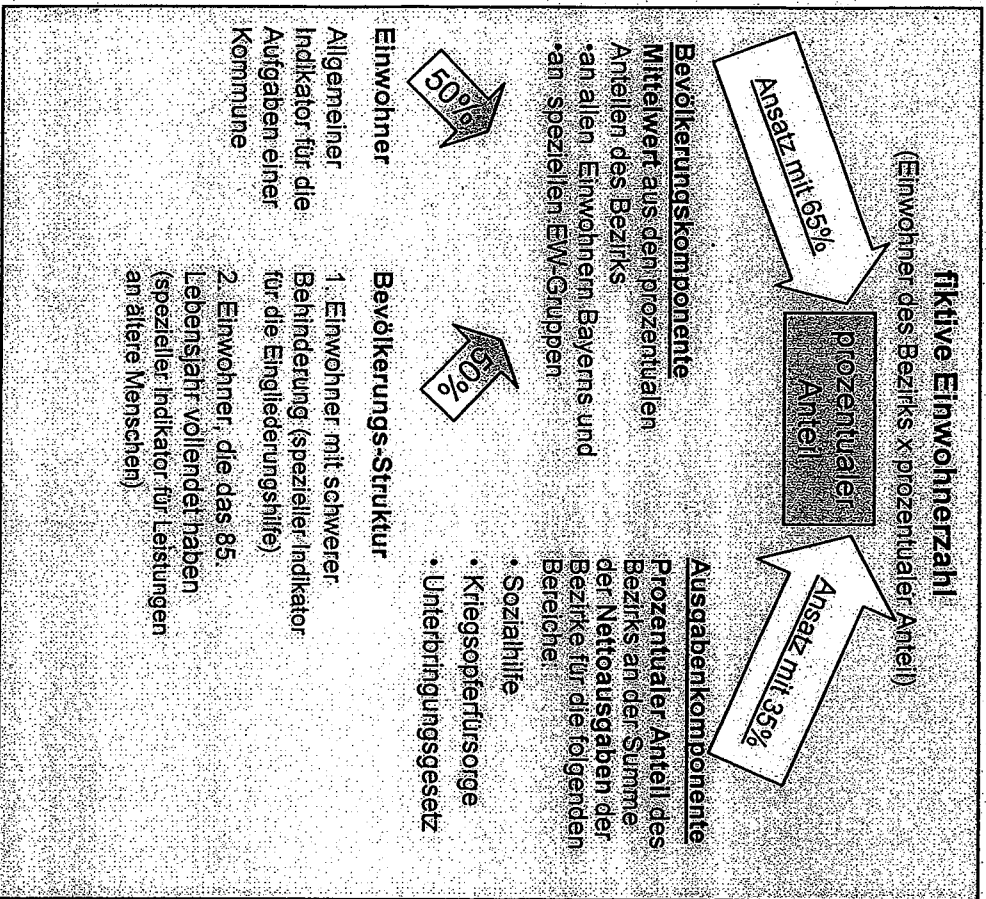 fiktive Einwohnerzahl
(Einwohner des Bezirks x prozentualer Anteil)
Ansatz mit 65%
prozentualer
Anteil
Ansatz mit 35%
Bevölkerungskomponente
Mittelwert aus den prozentualen
Anteilen des Bezirks
•an allen Einwohnern Bayerns und
•an speziellen EW-Gruppen
Ausgabenkomponente
Prozentualer Anteil des
Bezirks an der Summe
der Nettoausgaben der
Bezirke für die folgenden
Bereiche:
• Sozialhilfe
• Kriegsopferfürsorge
• Unterbringungsgesetz
50%
50%
Einwohner
Allgemeiner
Indikator für die
Aufgaben einer
Kommune
Bevölkerungs-Struktur
1. Einwohner mit schwerer
Behinderung (spezieller Indikator
für die Eingliederungshilfe)
2. Einwohner, die das 85.
Lebensjahr vollendet haben
(spezieller Indikator für Leistungen
an ältere Menschen)